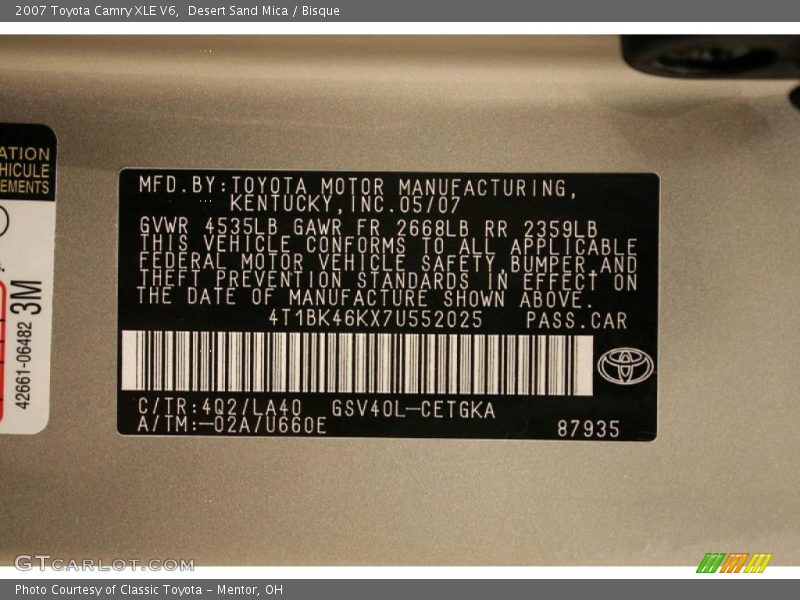 2007 Toyota Camry XLE V6,  Desert Sand Mica / Bisque
ATION
HICULE
EMENTS
42661-06482 3M
MFD.BY:TOYOTA MOTOR MANUFACTURING,
KENTUCKY,INC.05/07
GVWR 4535LB GAWR FR 2668LB RR 2359LB
THIS VEHICLE CONFORMS TO ALL APPLICABLE
FEDERAL MOTOR VEHICLE SAFETY,BUMPER,AND
THEFT PREVENTION STANDARDS IN EFFECT ON
THE DATE OF MANUFACTURE SHOWN ABOVE.
4T1BK46KX7U552025 PASS.CAR
C/TR:4Q2/LA40 GSV40L-CETGKA
A/TM:-02A/U660E 87935
GTCARLOT.COM
Photo Courtesy of Classic Toyota - Mentor, OH